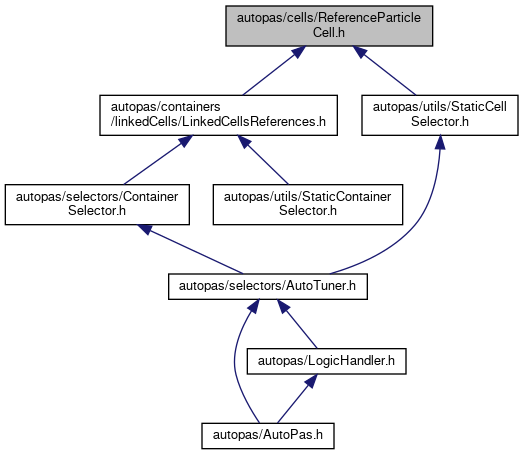 autopas/cells/ReferenceParticle
Cell.h
autopas/containers
/linkedCells/LinkedCellsReferences.h
autopas/utils/StaticCell
Selector.h
autopas/selectors/Container
Selector.h
autopas/utils/StaticContainer
Selector.h
autopas/selectors/AutoTuner.h
autopas/LogicHandler.h
autopas/AutoPas.h